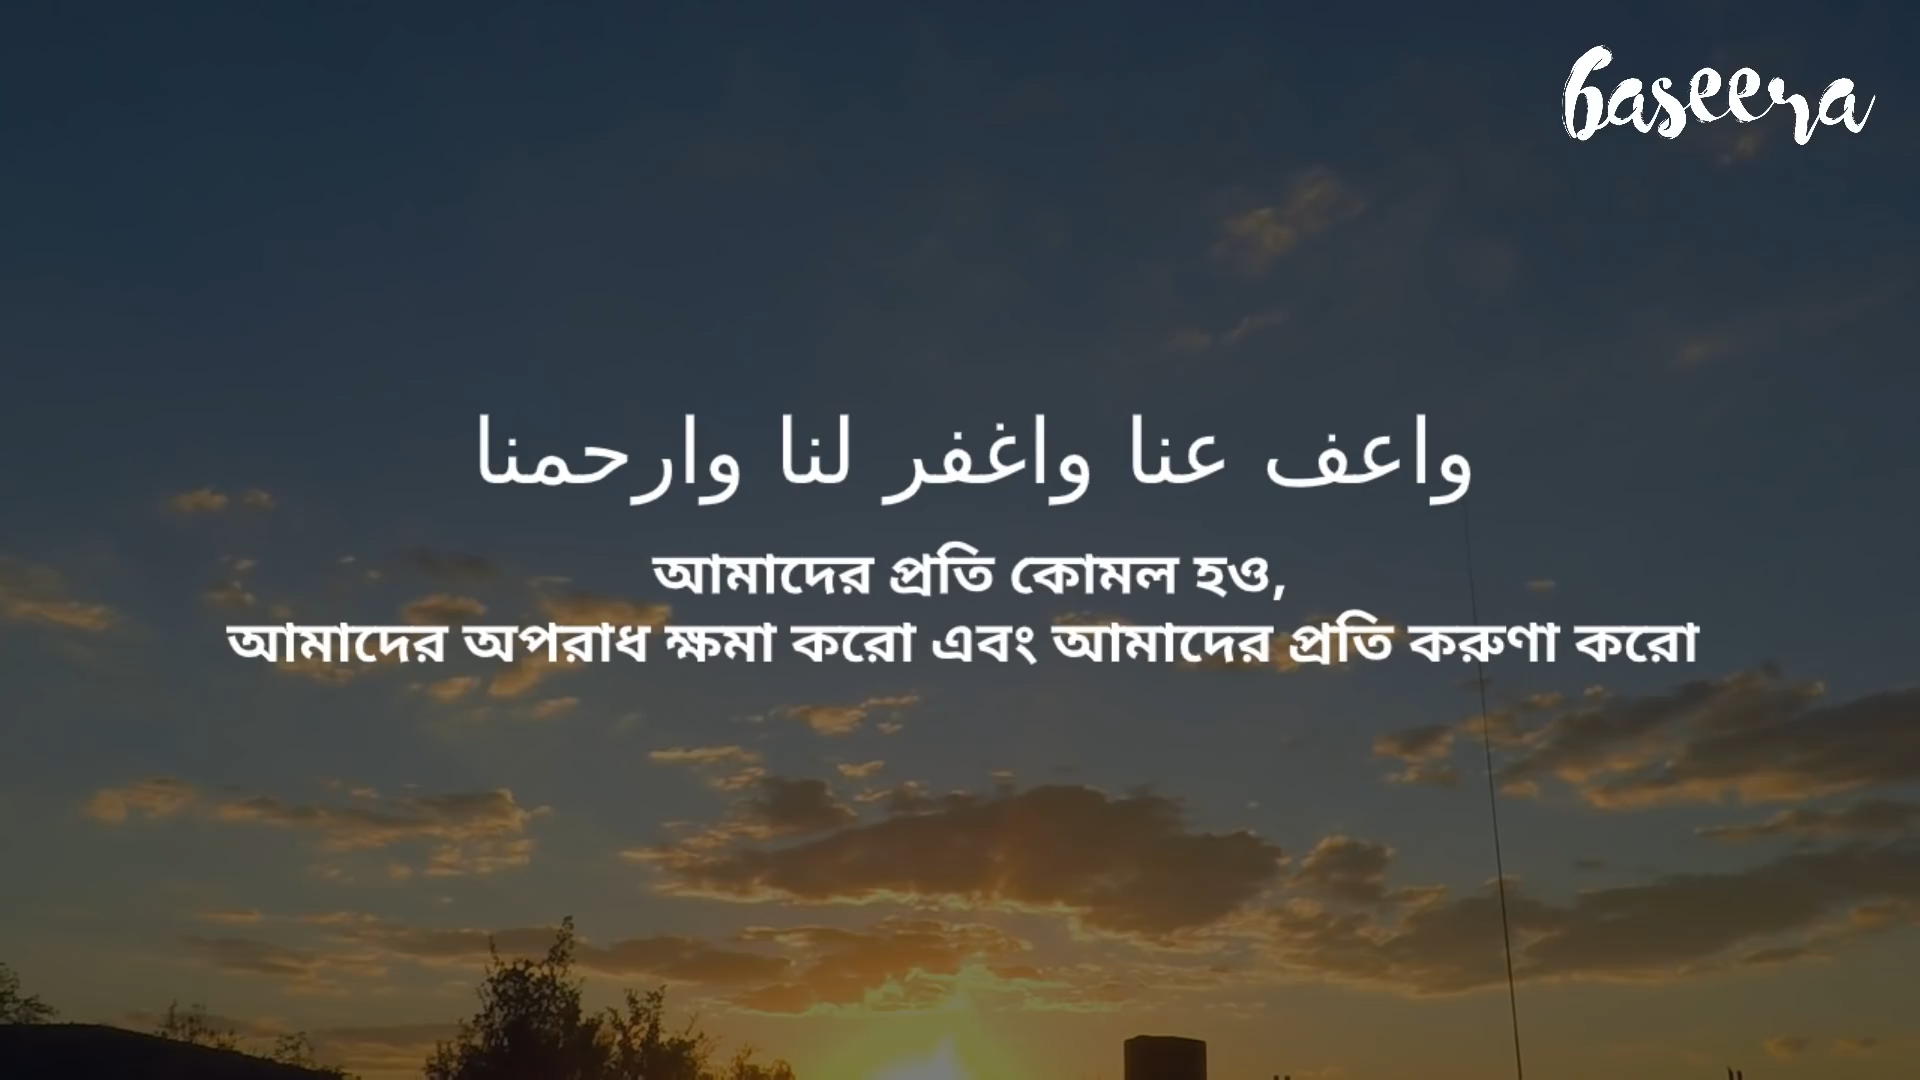 baseera
واعف عنا واغفر لنا وارحمنا
আমাদের প্রতি কোমল হও,
আমাদের অপরাধ ক্ষমা করো এবং আমাদের প্রতি করুণা করো